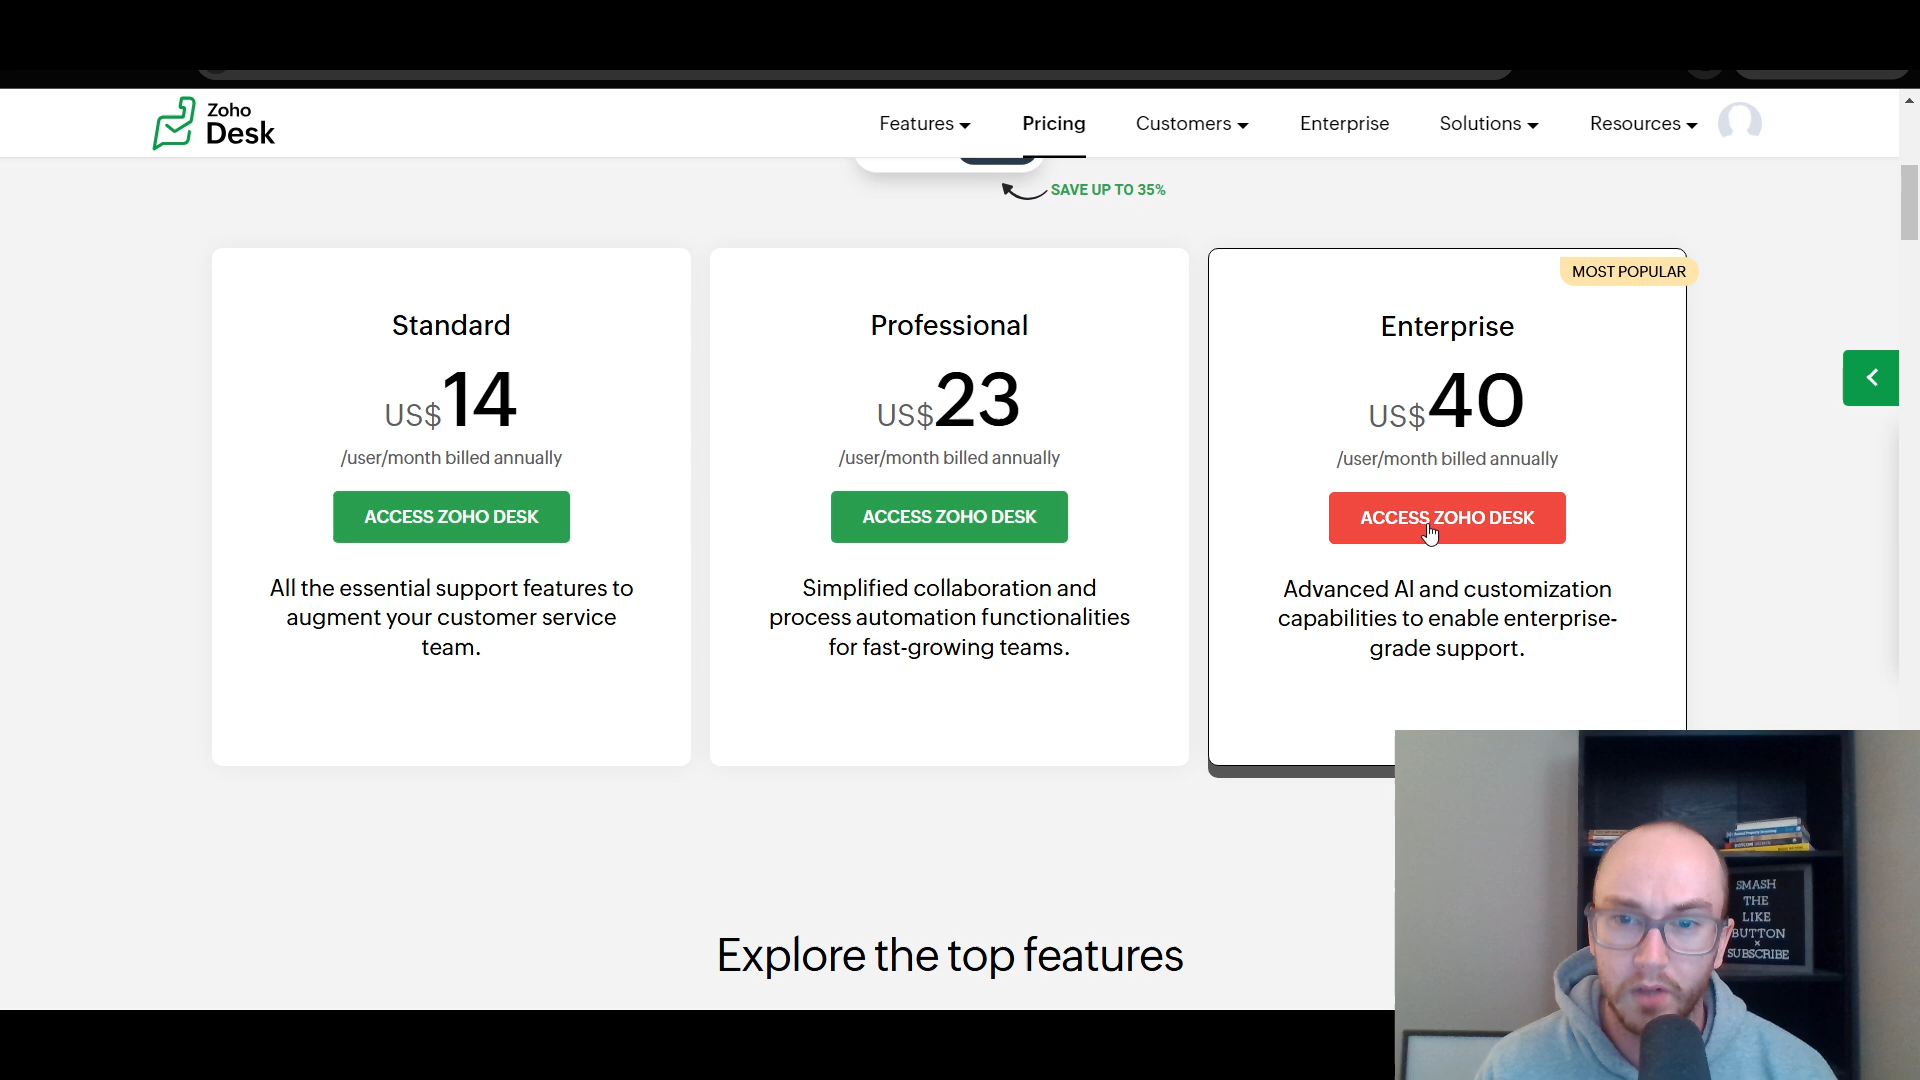 Zoho
Desk
Features
Pricing
Customers
Enterprise
Solutions
Resources
SAVE UP TO 35%
MOST POPULAR
Standard
US$14
/user/month billed annually
ACCESS ZOHO DESK
All the essential support features to
augment your customer service
team.
Professional
US$23
/user/month billed annually
ACCESS ZOHO DESK
Simplified collaboration and
process automation functionalities
for fast-growing teams.
Enterprise
US$40
/user/month billed annually
ACCESS ZOHO DESK
Advanced AI and customization
capabilities to enable enterprise-
grade support.
Explore the top features
SMASH
THE
LIKE
BUTTON
×
SUBSCRIBE